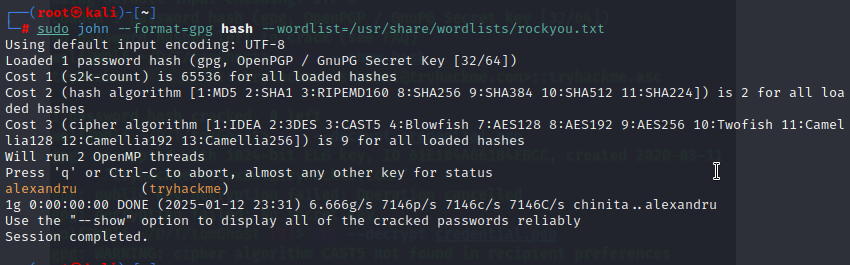 ┌──(root㉿kali)-[~]
└─# sudo john --format=gpg hash --wordlist=/usr/share/wordlists/rockyou.txt
Using default input encoding: UTF-8
Loaded 1 password hash (gpg, OpenPGP / GnuPG Secret Key [32/64])
Cost 1 (s2k-count) is 65536 for all loaded hashes
Cost 2 (hash algorithm [1:MD5 2:SHA1 3:RIPEMD160 8:SHA256 9:SHA384 10:SHA512 11:SHA224]) is 2 for all loa
ded hashes
Cost 3 (cipher algorithm [1:IDEA 2:3DES 3:CAST5 4:Blowfish 7:AES128 8:AES192 9:AES256 10:Twofish 11:Camel
lia128 12:Camellia192 13:Camellia256]) is 9 for all loaded hashes
Will run 2 OpenMP threads
Press 'q' or Ctrl-C to abort, almost any other key for status
alexandru        (tryhackme)
1g 0:00:00:00 DONE (2025-01-12 23:31) 6.666g/s 7146p/s 7146c/s 7146C/s chinita..alexandru
Use the "--show" option to display all of the cracked passwords reliably
Session completed.